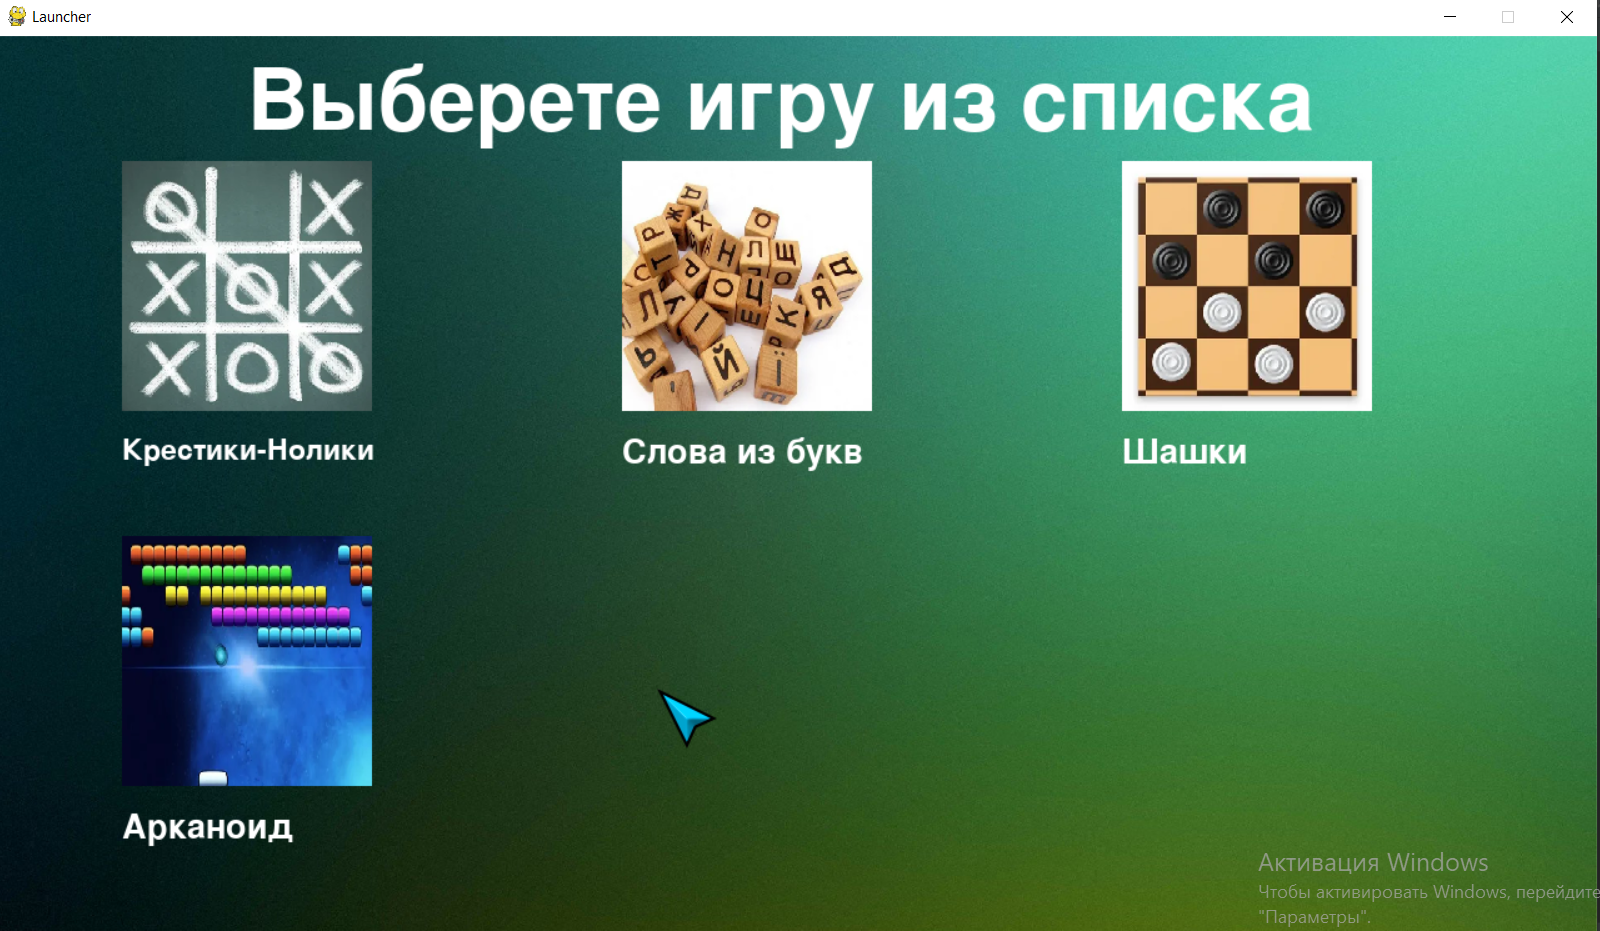 Launcher
Выберете игру из списка
Крестики-Нолики
Слова из букв
Шашки
Арканоид
Активация Windows
Чтобы активировать Windows, перейдите
"Параметры".